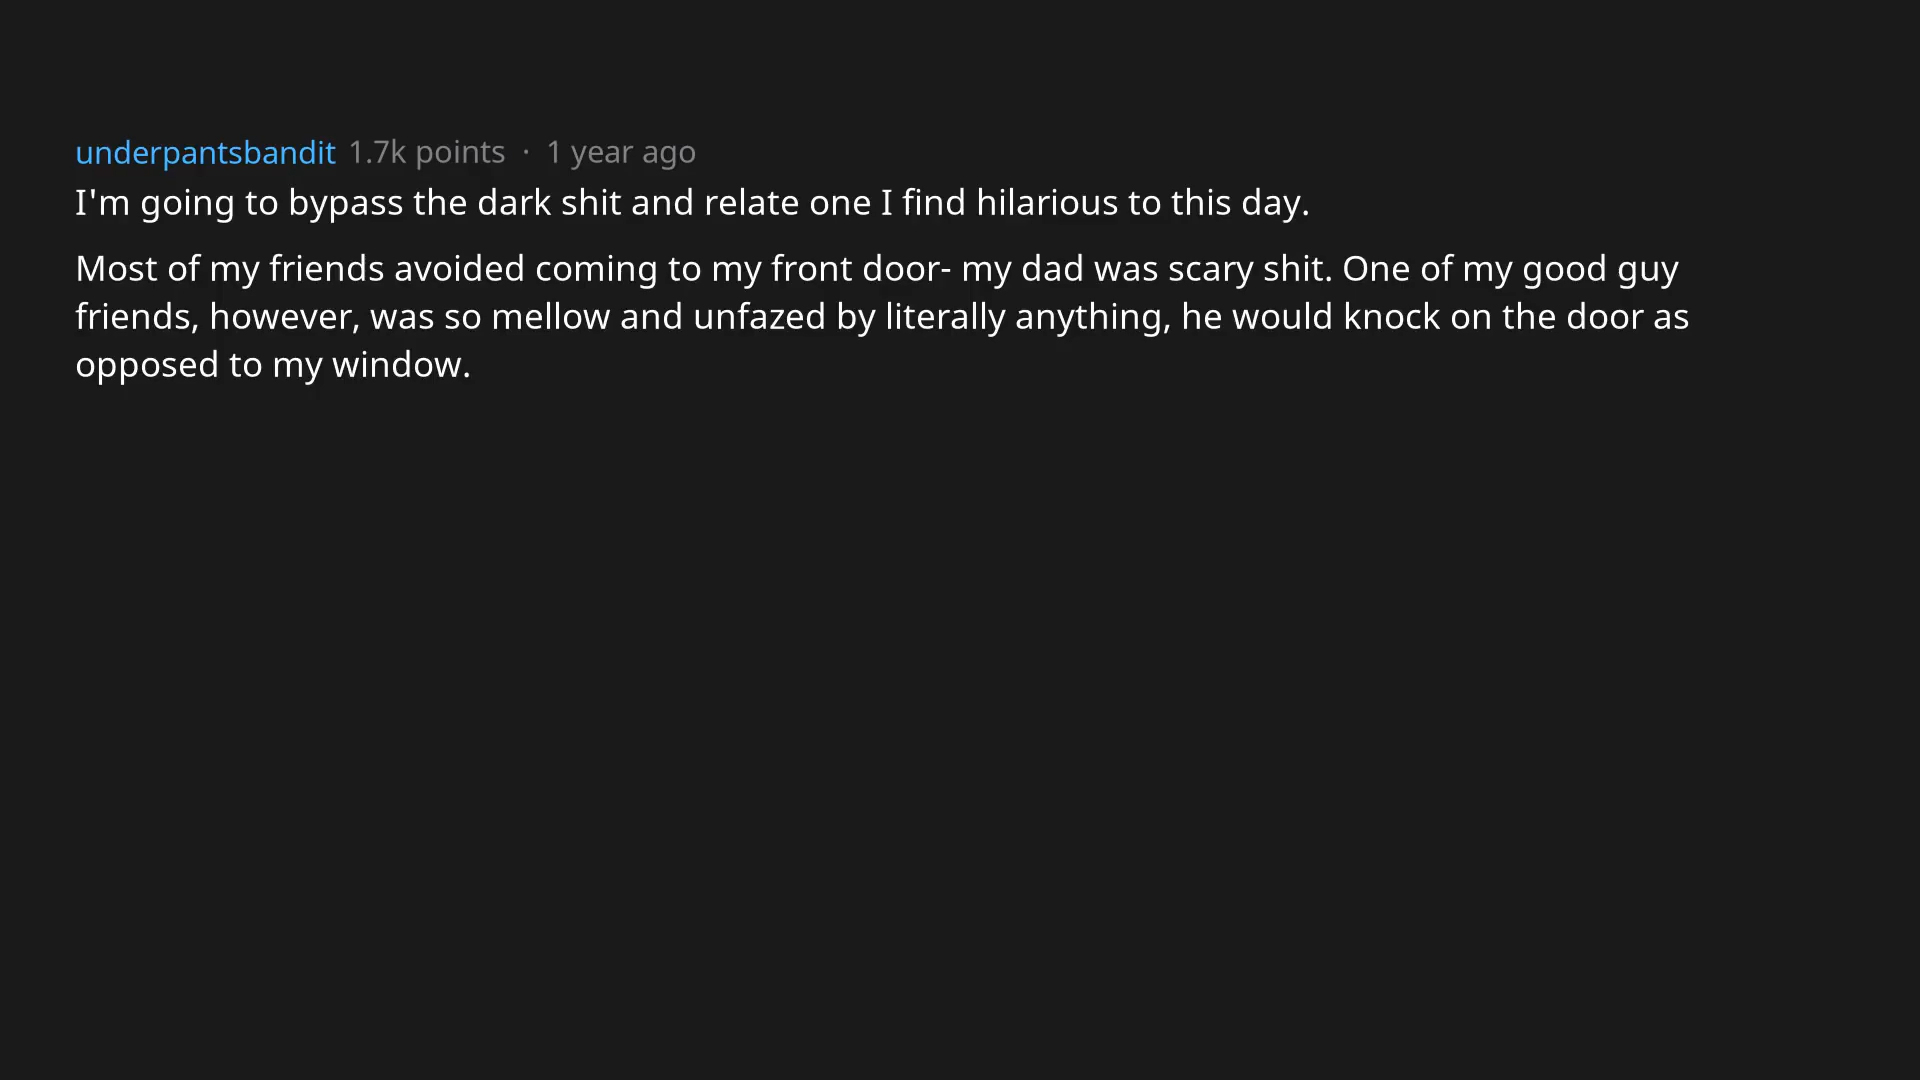 underpantsbandit 1.7k points · 1 year ago
I'm going to bypass the dark shit and relate one I find hilarious to this day.
Most of my friends avoided coming to my front door- my dad was scary shit. One of my good guy
friends, however, was so mellow and unfazed by literally anything, he would knock on the door as
opposed to my window.